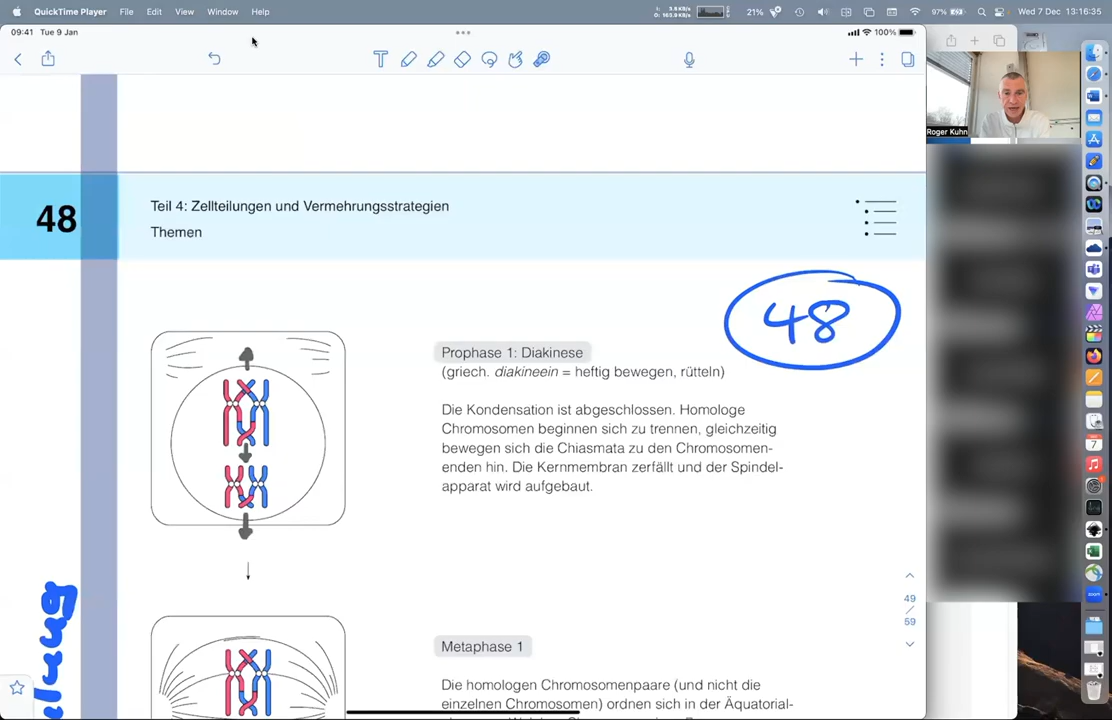 QuickTime Player File Edit View Window Help
21% 97% Wed 7 Dec 13:16:35
09:41 Tue 9 Jan
100%
Roger Kuhn
48
Teil 4: Zellteilungen und Vermehrungsstrategien
Themen
48
Prophase 1: Diakinese
(griech. diakineein = heftig bewegen, rütteln)
Die Kondensation ist abgeschlossen. Homologe
Chromosomen beginnen sich zu trennen, gleichzeitig
bewegen sich die Chiasmata zu den Chromosomen-
enden hin. Die Kernmembran zerfällt und der Spindel-
apparat wird aufgebaut.
49
/
59
Metaphase 1
Die homologen Chromosomenpaare (und nicht die
einzelnen Chromosomen) ordnen sich in der Äquatorial-